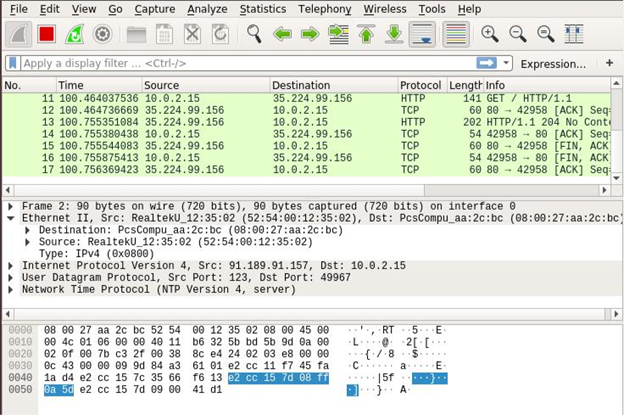 File Edit View Go Capture Analyze Statistics Telephony Wireless Tools Help
Apply a display filter ... <Ctrl-/> Expression... +
No. Time Source Destination Protocol Length Info
11 100.464037536 10.0.2.15 35.224.99.156 HTTP 141 GET / HTTP/1.1
12 100.464736669 35.224.99.156 10.0.2.15 TCP 60 80 → 42958 [ACK] Seq=
13 100.755351084 35.224.99.156 10.0.2.15 HTTP 202 HTTP/1.1 204 No Conte
14 100.755380438 10.0.2.15 35.224.99.156 TCP 54 42958 → 80 [ACK] Seq=
15 100.755544083 35.224.99.156 10.0.2.15 TCP 60 80 → 42958 [FIN, ACK
16 100.755875413 10.0.2.15 35.224.99.156 TCP 54 42958 → 80 [FIN, ACK
17 100.756369423 35.224.99.156 10.0.2.15 TCP 60 80 → 42958 [ACK] Seq=
Frame 2: 90 bytes on wire (720 bits), 90 bytes captured (720 bits) on interface 0
Ethernet II, Src: RealtekU_12:35:02 (52:54:00:12:35:02), Dst: PcsCompu_aa:2c:bc (08:00:27:aa:2c:bc)
Destination: PcsCompu_aa:2c:bc (08:00:27:aa:2c:bc)
Source: RealtekU_12:35:02 (52:54:00:12:35:02)
Type: IPv4 (0x0800)
Internet Protocol Version 4, Src: 91.189.91.157, Dst: 10.0.2.15
User Datagram Protocol, Src Port: 123, Dst Port: 49967
Network Time Protocol (NTP Version 4, server)
0000 08 00 27 aa 2c bc 52 54 00 12 35 02 08 00 45 00 ··',·RT ··5···E·
0010 00 4c 01 06 00 00 40 11 b6 32 5b bd 5b 9d 0a 00 ·L····@· ·2[·[···
0020 02 0f 00 7b c3 2f 00 38 8c e4 24 02 03 e8 00 00 ···{·/·8 ··$·····
0030 0c 43 00 00 09 9d 84 a3 61 01 e2 cc 11 f7 45 fa ·C······ a·····E·
0040 1a d4 e2 cc 15 7c 35 66 f6 13 e2 cc 15 7d 08 ff ·····|5f ·····}··
0050 0a 5d e2 cc 15 7d 09 00 41 d1 ·]···}·· A·